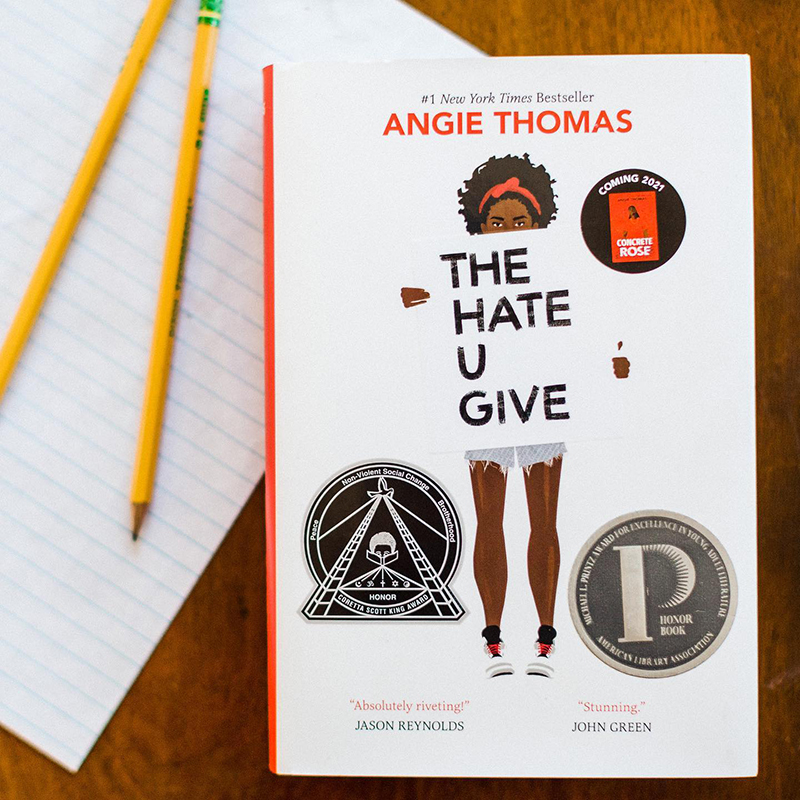 #1 New York Times Bestseller
ANGIE THOMAS
COMING 2021
CONCRETE
ROSE
THE
HATE
U
GIVE
Peace
Non-Violent Social Change
Brotherhood
HONOR
CORETTA SCOTT KING AWARD
MICHAEL L. PRINTZ AWARD FOR EXCELLENCE IN YOUNG ADULT LITERATURE
P
HONOR
BOOK
AMERICAN LIBRARY ASSOCIATION
"Absolutely riveting!"
JASON REYNOLDS
"Stunning."
JOHN GREEN